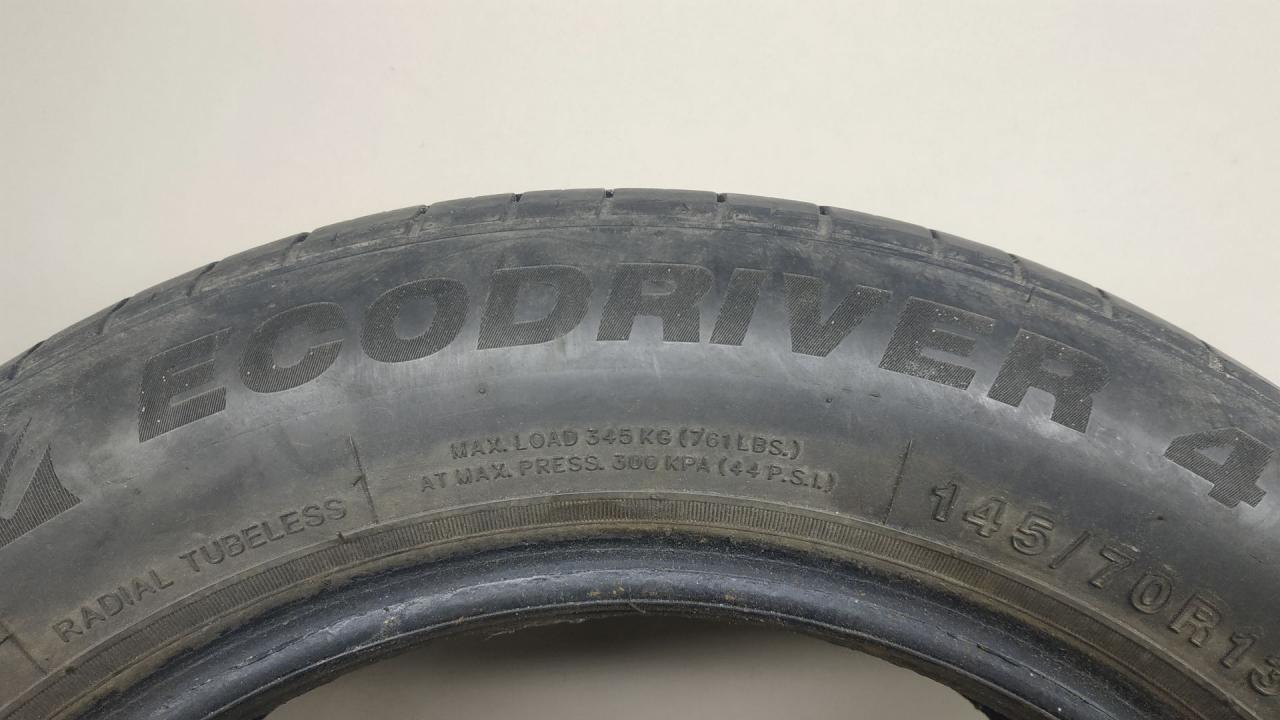 ECODRIVER 4
MAX. LOAD 345 KG (761 LBS.)
AT MAX. PRESS. 300 KPA (44 P.S.I.)
RADIAL TUBELESS
145/70R13